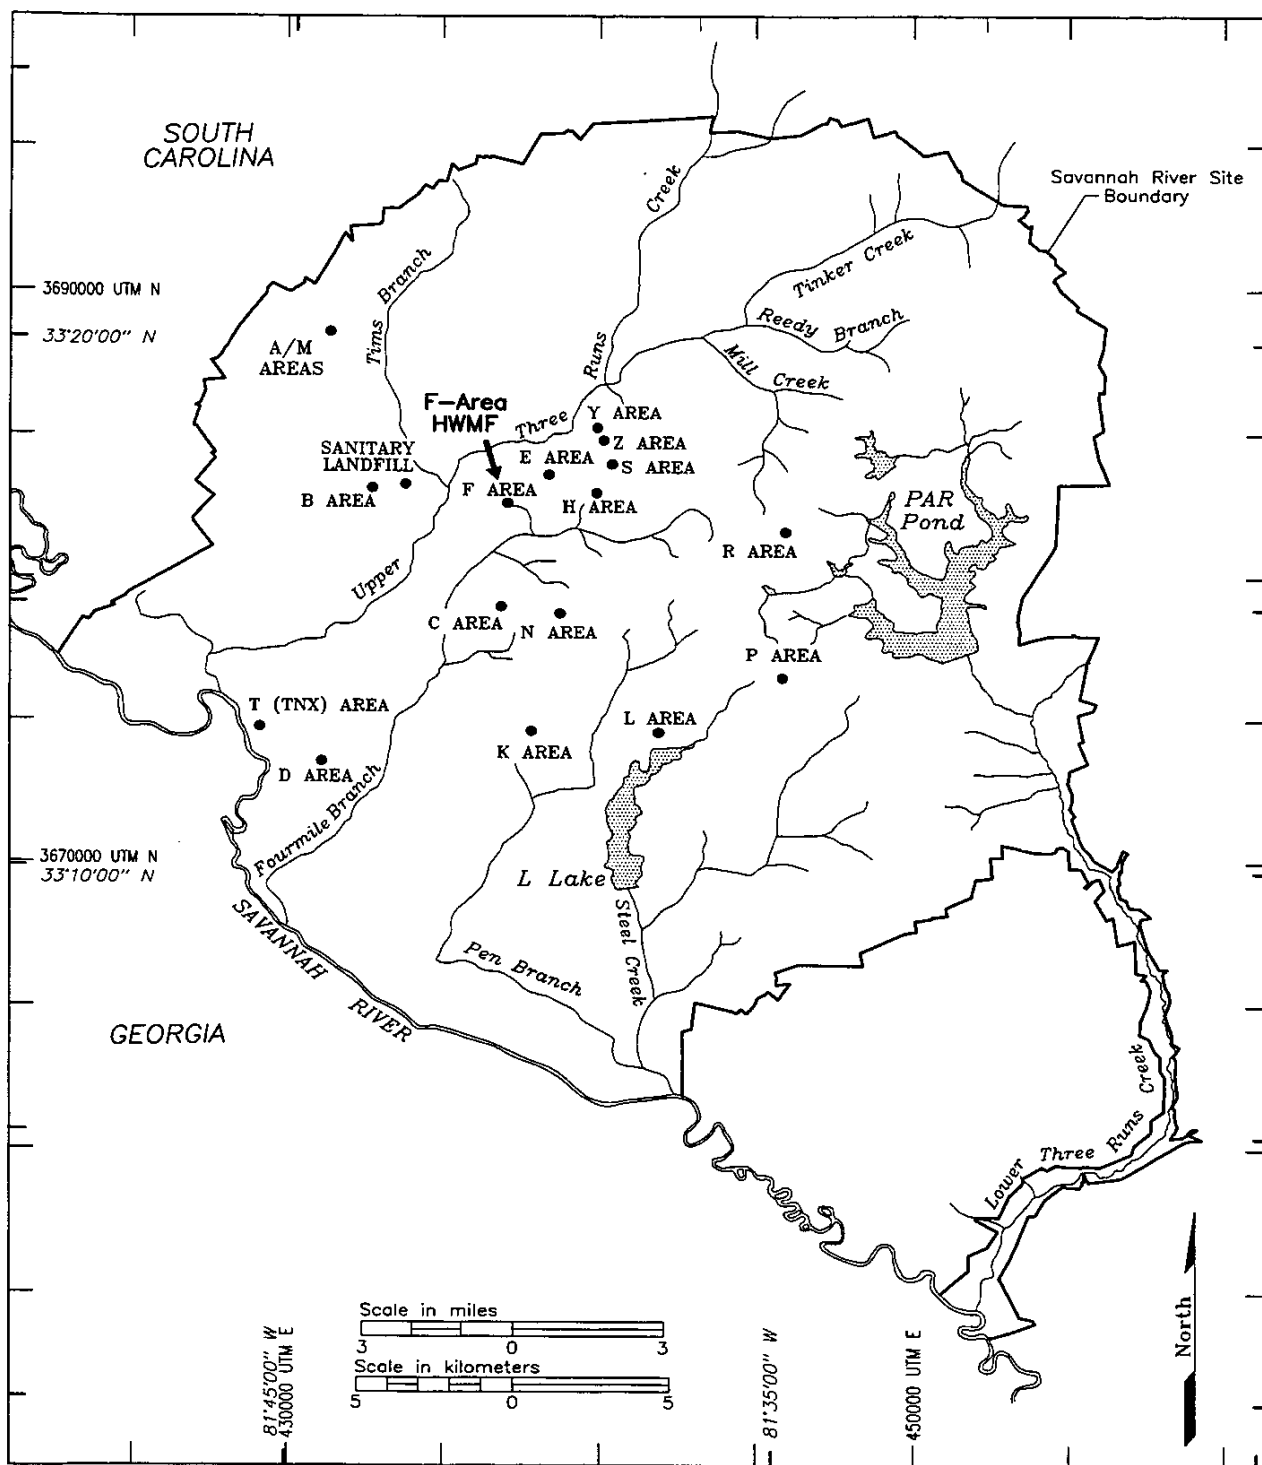 SOUTH
CAROLINA
Savannah River Site
Boundary
Creek
Tinker Creek
Branch
3690000 UTM N
33°20'00" N
Reedy Branch
Tims
Runs
Mill
Creek
A/M
AREAS
F-Area
HWMF
Three
Y AREA
Z AREA
SANITARY
LANDFILL
E AREA
S AREA
B AREA
F AREA
H AREA
PAR
Pond
R AREA
Upper
C AREA
N AREA
P AREA
T (TNX) AREA
L AREA
K AREA
D AREA
Fourmile Branch
3670000 UTM N
33°10'00" N
L Lake
Steel Creek
SAVANNAH
RIVER
Pen Branch
GEORGIA
Lower Three Runs Creek
North
Scale in miles
3 0 3
Scale in kilometers
5 0 5
81°45'00" W
430000 UTM E
81°35'00" W
450000 UTM E